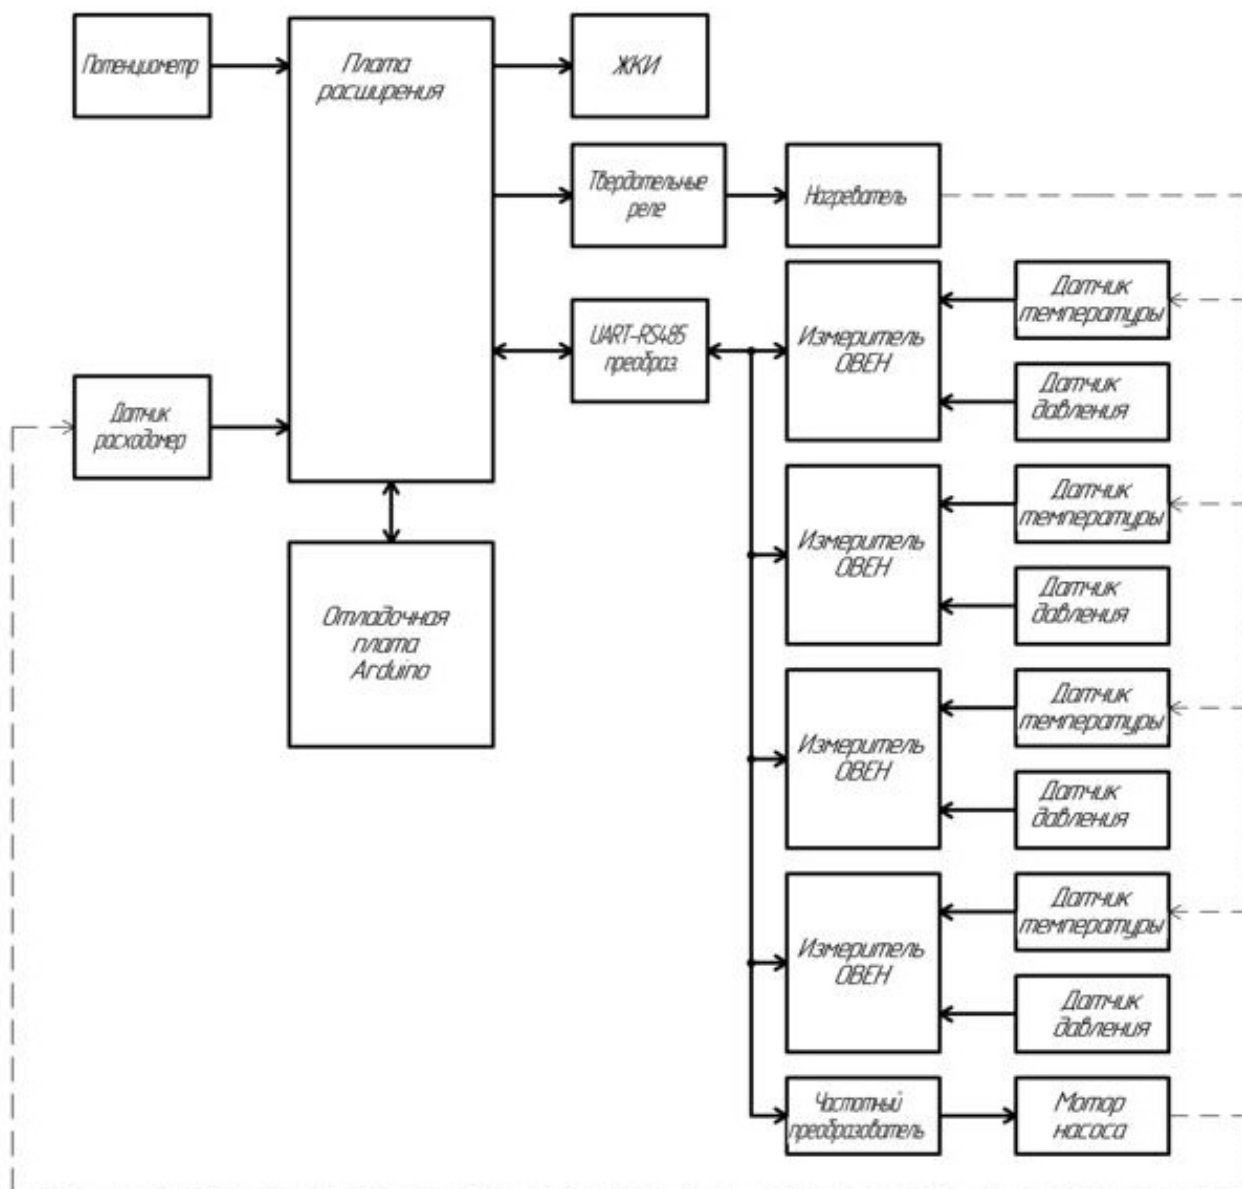 Потенциометр
Плата
расширения
ЖКИ
Твердотельные
реле
Нагреватель
UART-RS485
преобраз.
Датчик
расходомер
Отладочная
плата
Arduino
Измеритель
ОВЕН
Датчик
температуры
Датчик
давления
Измеритель
ОВЕН
Датчик
температуры
Датчик
давления
Измеритель
ОВЕН
Датчик
температуры
Датчик
давления
Измеритель
ОВЕН
Датчик
температуры
Датчик
давления
Частотный
преобразователь
Мотор
насоса